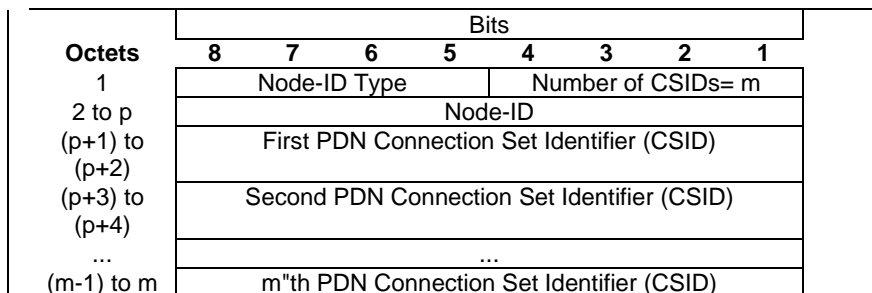 Bits
Octets 8 7 6 5 4 3 2 1
1 Node-ID Type Number of CSIDs= m
2 to p Node-ID
(p+1) to First PDN Connection Set Identifier (CSID)
(p+2)
(p+3) to Second PDN Connection Set Identifier (CSID)
(p+4)
... ...
(m-1) to m m"th PDN Connection Set Identifier (CSID)